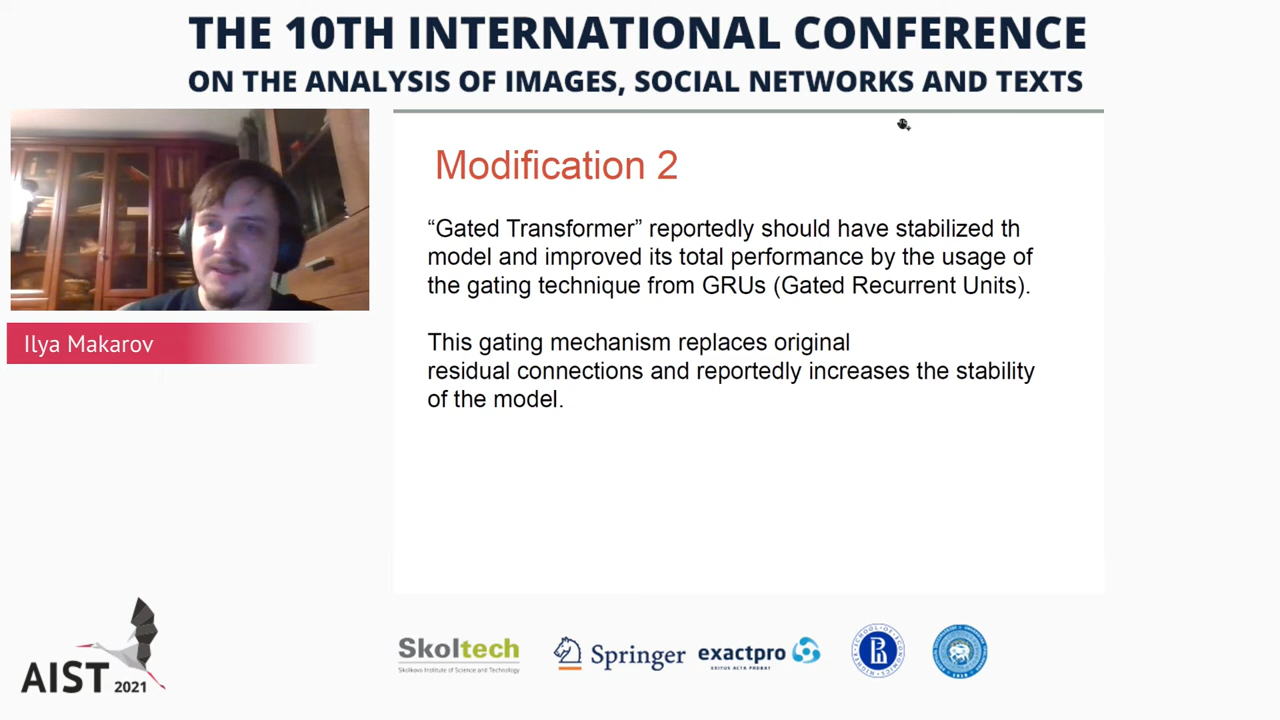 THE 10TH INTERNATIONAL CONFERENCE
ON THE ANALYSIS OF IMAGES, SOCIAL NETWORKS AND TEXTS
Modification 2
“Gated Transformer” reportedly should have stabilized th
model and improved its total performance by the usage of
the gating technique from GRUs (Gated Recurrent Units).
This gating mechanism replaces original
residual connections and reportedly increases the stability
of the model.
Ilya Makarov
AIST 2021
Skoltech
Skolkovo Institute of Science and Technology
Springer
exactpro
EXITUS ACTA PROBAT